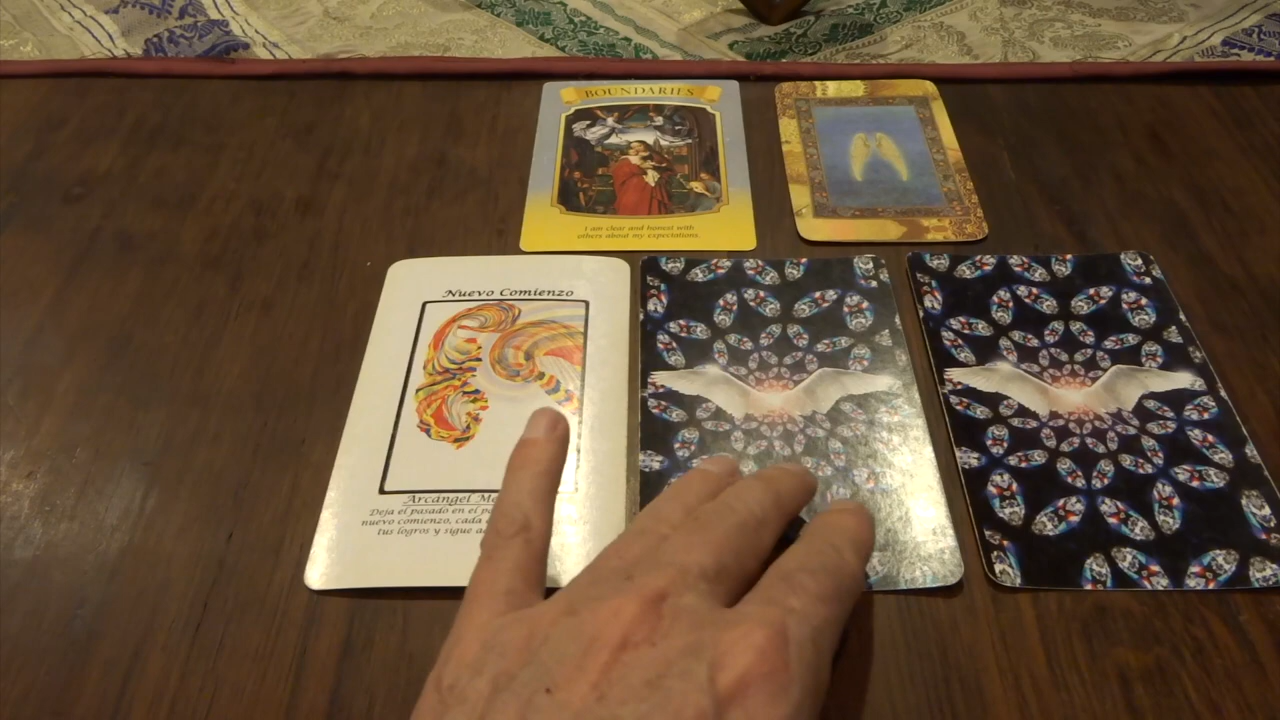 BOUNDARIES
I am clear and honest with
others about my expectations.
Nuevo Comienzo
Arcángel
Deja el pasado en el
nuevo comienzo, cada
tus logros y sigue